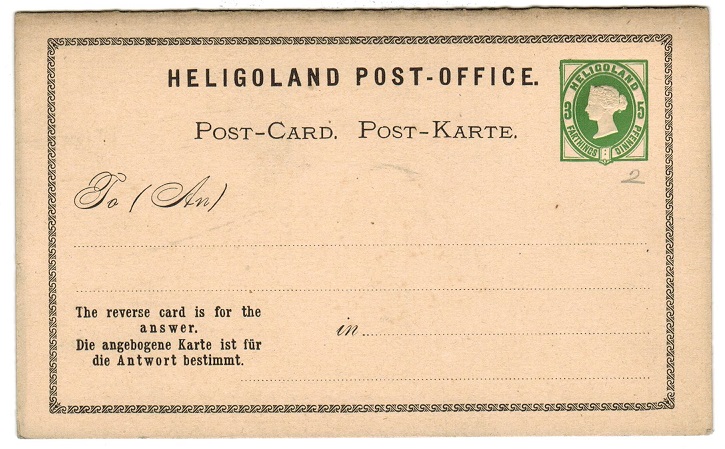 HELIGOLAND POST-OFFICE.
HELIGOLAND
3 5
FARTHINGS PFENNIG
POST-CARD. POST-KARTE.
2
To (An)
The reverse card is for the
answer.
Die angebogene Karte ist für
die Antwort bestimmt.
in